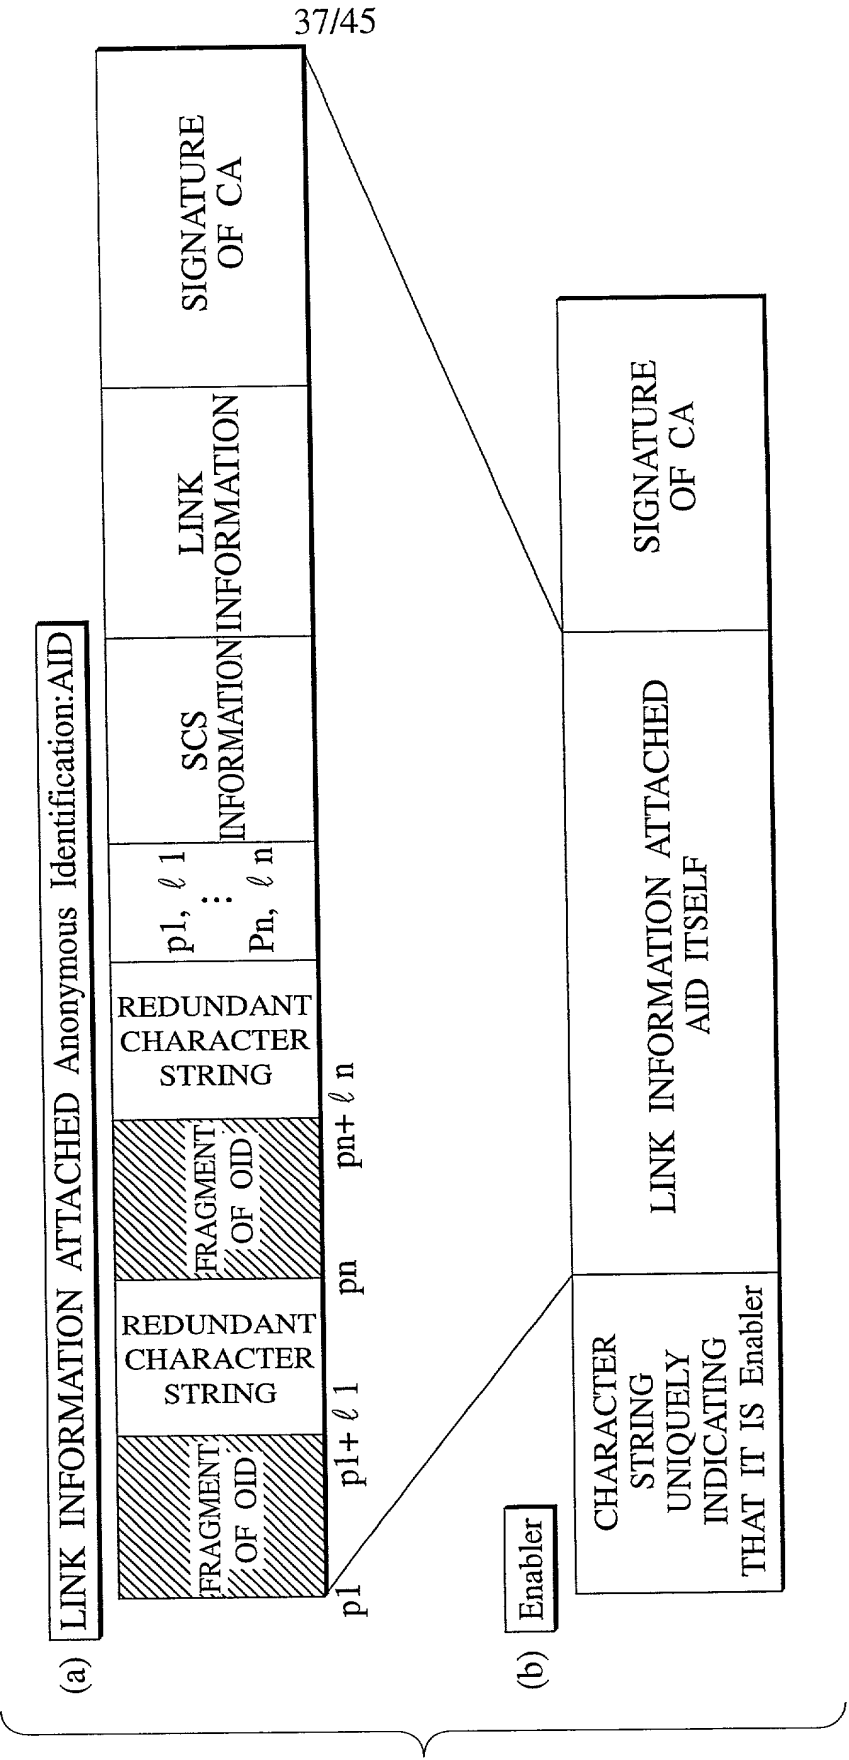 37/45
(a) LINK INFORMATION ATTACHED Anonymous Identification:AID
FRAGMENT
OF OID
REDUNDANT
CHARACTER
STRING
FRAGMENT
OF OID
REDUNDANT
CHARACTER
STRING
p1, ℓ 1
⋮
Pn, ℓ n
SCS
INFORMATION
LINK
INFORMATION
SIGNATURE
OF CA
p1
p1+ ℓ 1
pn
pn+ ℓ n
(b) Enabler
CHARACTER
STRING
UNIQUELY
INDICATING
THAT IT IS Enabler
LINK INFORMATION ATTACHED
AID ITSELF
SIGNATURE
OF CA